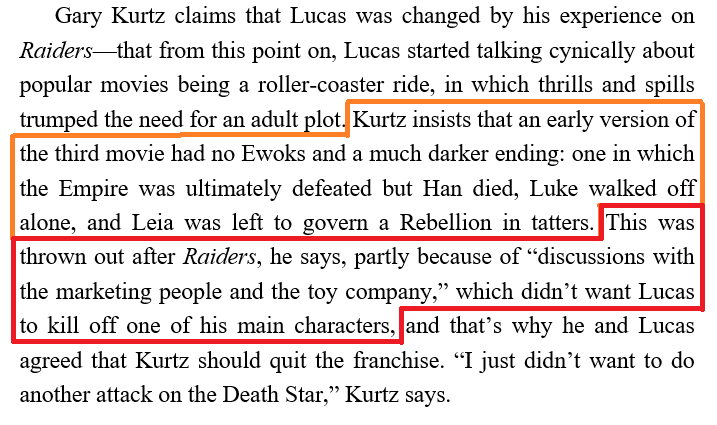 Gary Kurtz claims that Lucas was changed by his experience on
Raiders—that from this point on, Lucas started talking cynically about
popular movies being a roller-coaster ride, in which thrills and spills
trumped the need for an adult plot. Kurtz insists that an early version of
the third movie had no Ewoks and a much darker ending: one in which
the Empire was ultimately defeated but Han died, Luke walked off
alone, and Leia was left to govern a Rebellion in tatters. This was
thrown out after Raiders, he says, partly because of “discussions with
the marketing people and the toy company,” which didn’t want Lucas
to kill off one of his main characters, and that’s why he and Lucas
agreed that Kurtz should quit the franchise. “I just didn’t want to do
another attack on the Death Star,” Kurtz says.